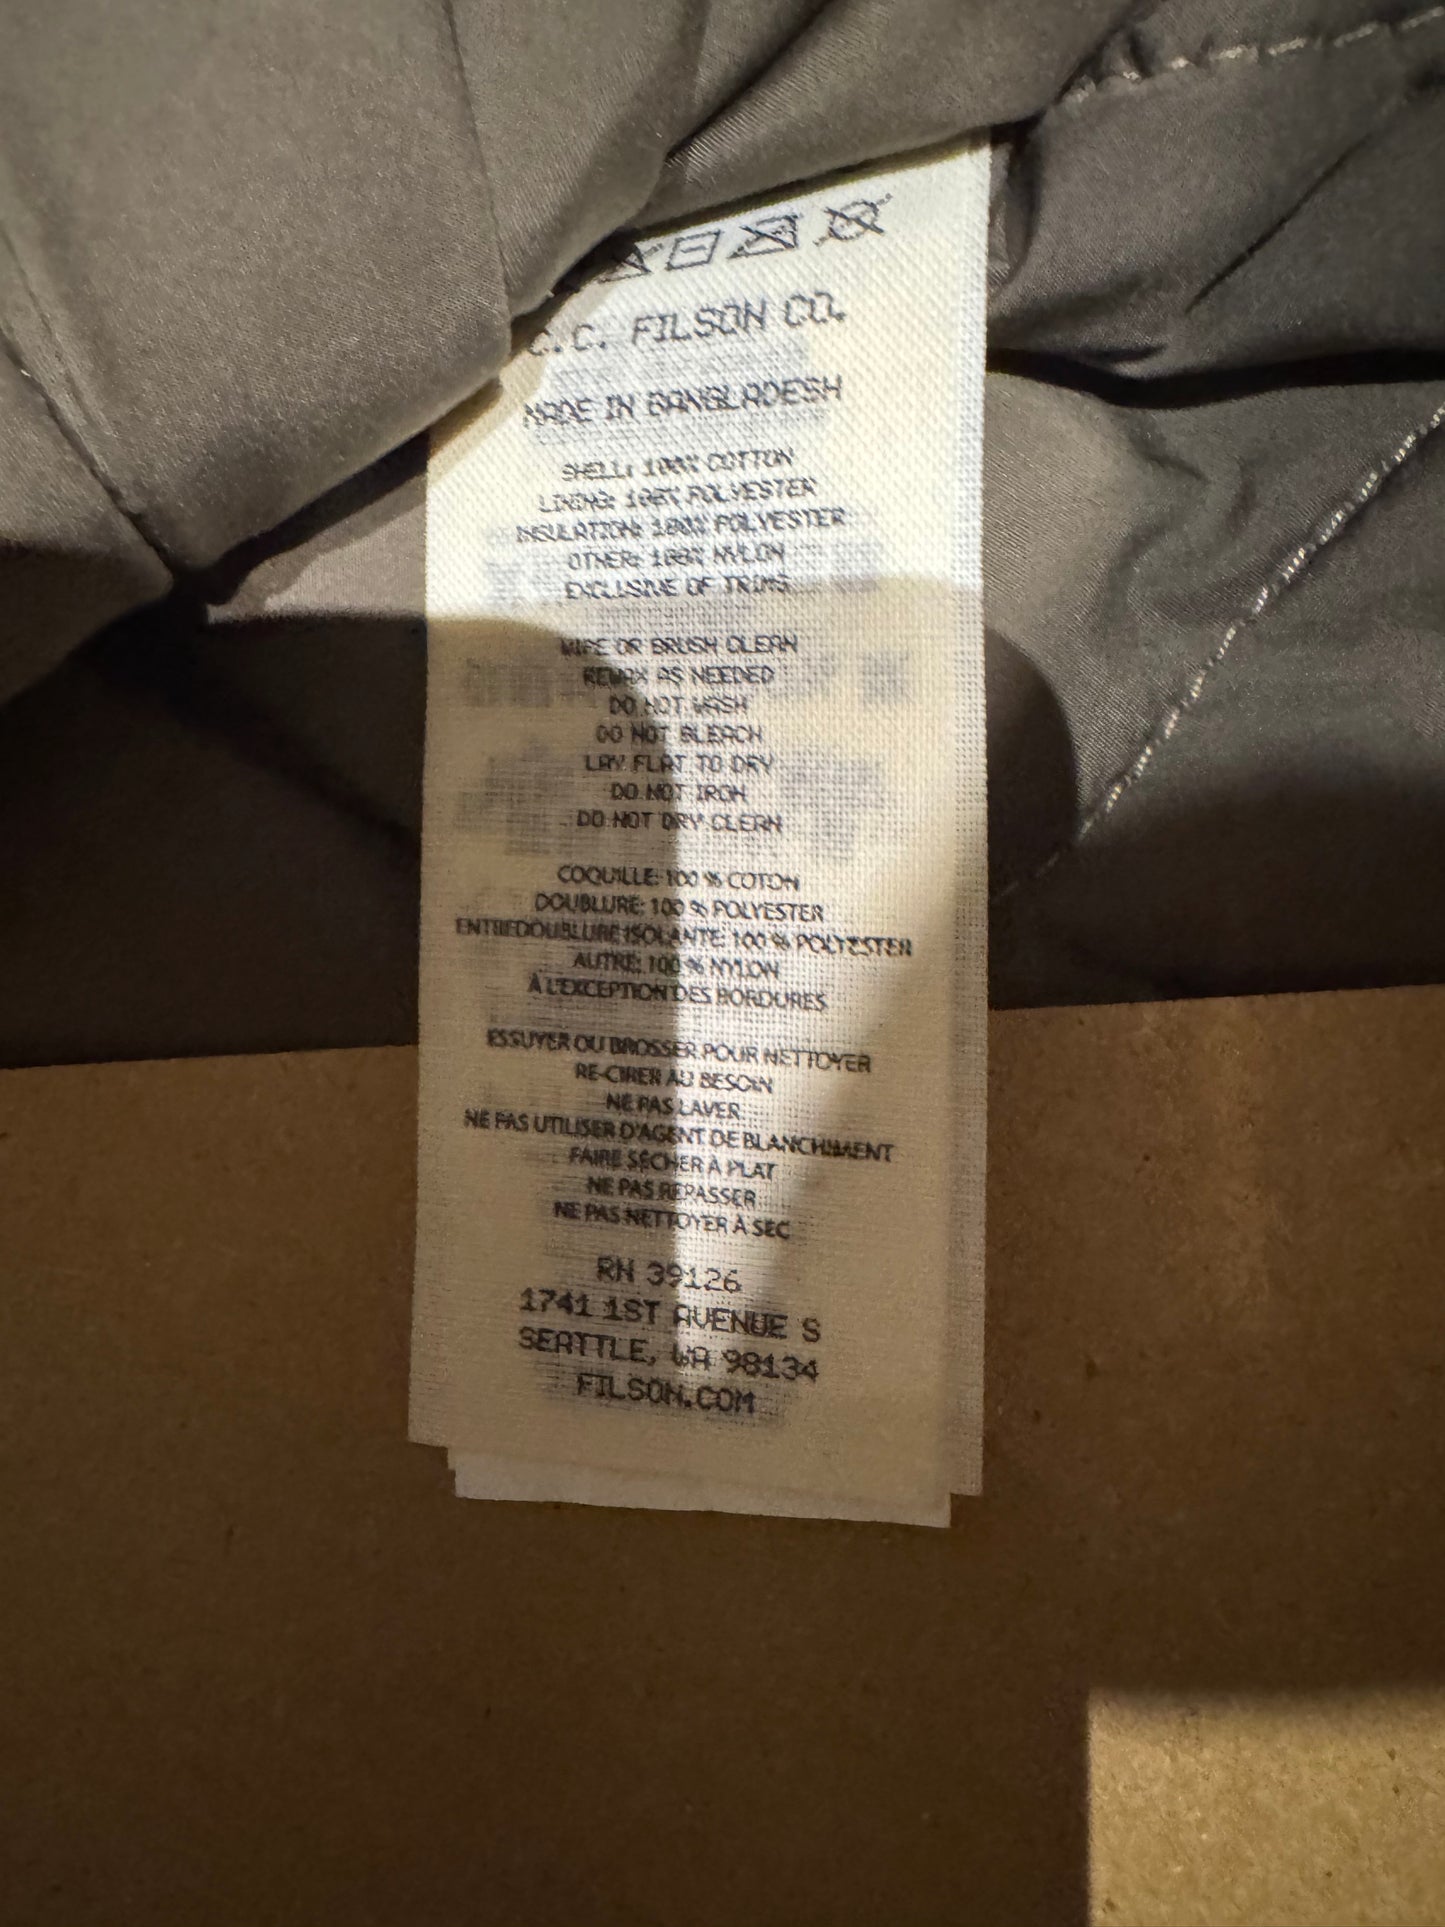 C.C. FILSON CO.
MADE IN BANGLADESH
SHELL: 100% COTTON
LINING: 100% POLYESTER
INSULATION: 100% POLYESTER
OTHER: 100% NYLON
EXCLUSIVE OF TRIMS
WIPE OR BRUSH CLEAN
REWAX AS NEEDED
DO NOT WASH
DO NOT BLEACH
LAY FLAT TO DRY
DO NOT IRON
DO NOT DRY CLEAN
COQUILLE: 100 % COTON
DOUBLURE: 100 % POLYESTER
ENTREDOUBLURE ISOLANTE: 100 % POLYESTER
AUTRE: 100 % NYLON
À L'EXCEPTION DES BORDURES
ESSUYER OU BROSSER POUR NETTOYER
RE-CIRER AU BESOIN
NE PAS LAVER
NE PAS UTILISER D'AGENT DE BLANCHIMENT
FAIRE SÉCHER À PLAT
NE PAS REPASSER
NE PAS NETTOYER À SEC
RN 39126
1741 1ST AVENUE S
SEATTLE, WA 98134
FILSON.COM